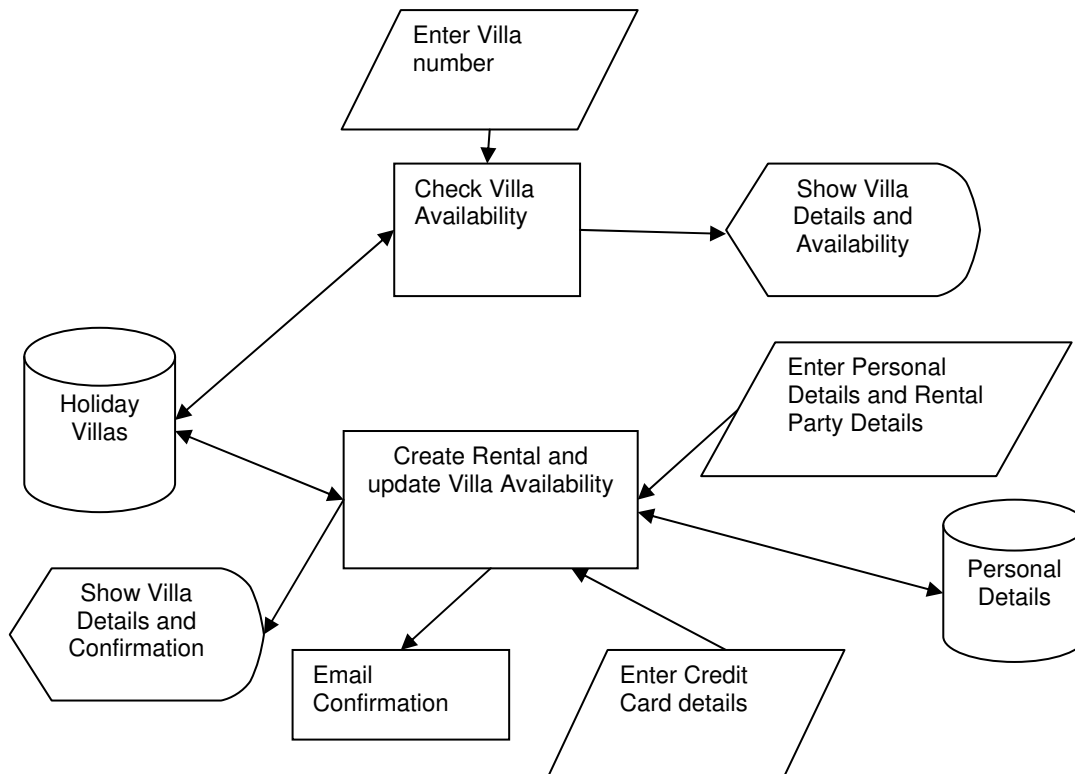 Enter Villa
number
Check Villa
Availability
Show Villa
Details and
Availability
Holiday
Villas
Enter Personal
Details and Rental
Party Details
Create Rental and
update Villa Availability
Personal
Details
Show Villa
Details and
Confirmation
Email
Confirmation
Enter Credit
Card details